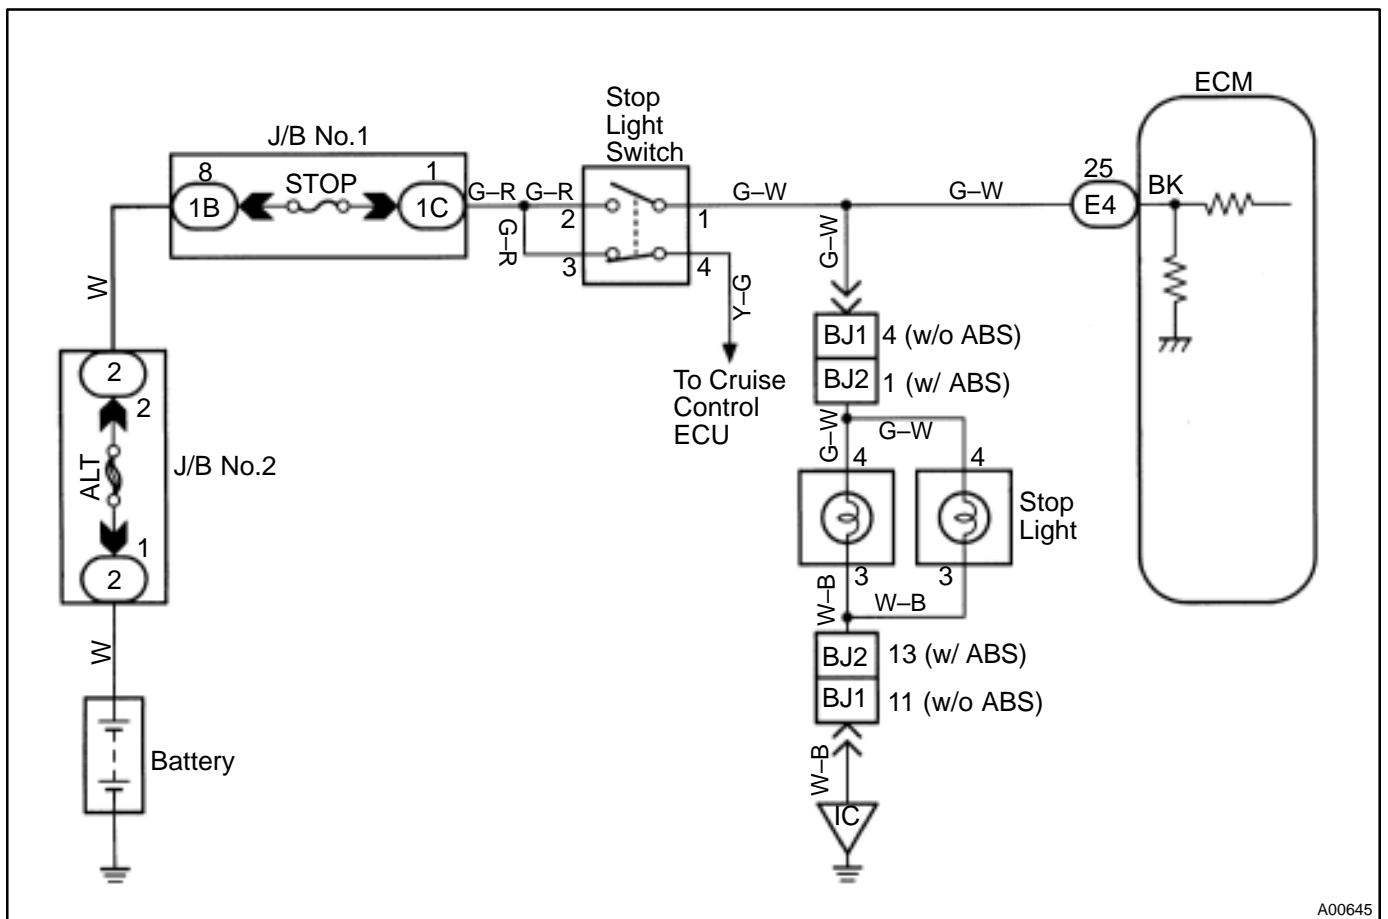 ECM
Stop
Light
Switch
J/B No.1
8
STOP
1
1B
1C
G–R
G–R
G–R
2
1
3
4
G–W
G–W
25
E4
BK
W
G–W
Y–G
To Cruise
Control
ECU
BJ1
4 (w/o ABS)
BJ2
1 (w/ ABS)
2
2
ALT
J/B No.2
1
2
G–W
G–W
4
4
Stop
Light
3
3
W–B
W–B
BJ2
13 (w/ ABS)
BJ1
11 (w/o ABS)
W
Battery
W–B
IC
A00645